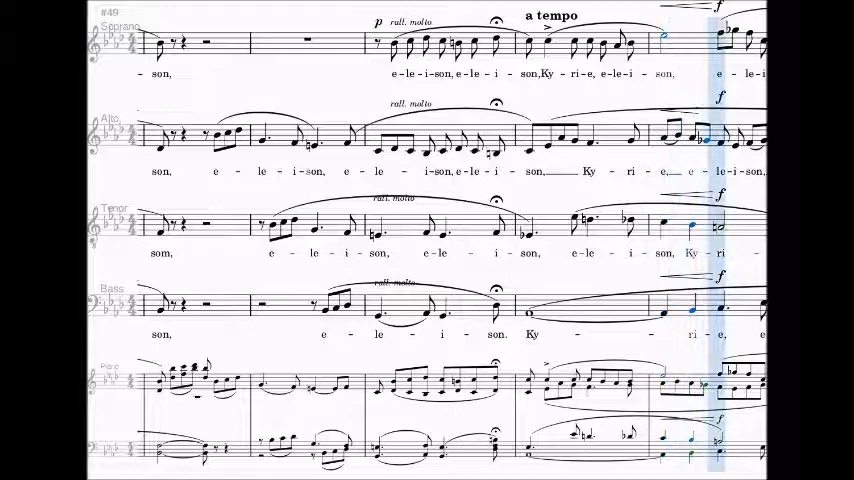 #49
Soprano
p rall. molto
a tempo
f
son, e-le-i-son, e-le-i-son, Ky-rie, e-le-i-son, e-le-i
Alto
rall. molto
f
son, e-le-i-son, e-le-i-son, e-le-i-son, Ky-ri-e, e-le-i-son,
Tenor
rall. molto
f
som, e-le-i-son, e-le-i-son, e-le-i-son, Ky-ri-
Bass
rall. molto
f
son, e-le-i-son. Ky-ri-e, e
Piano
f